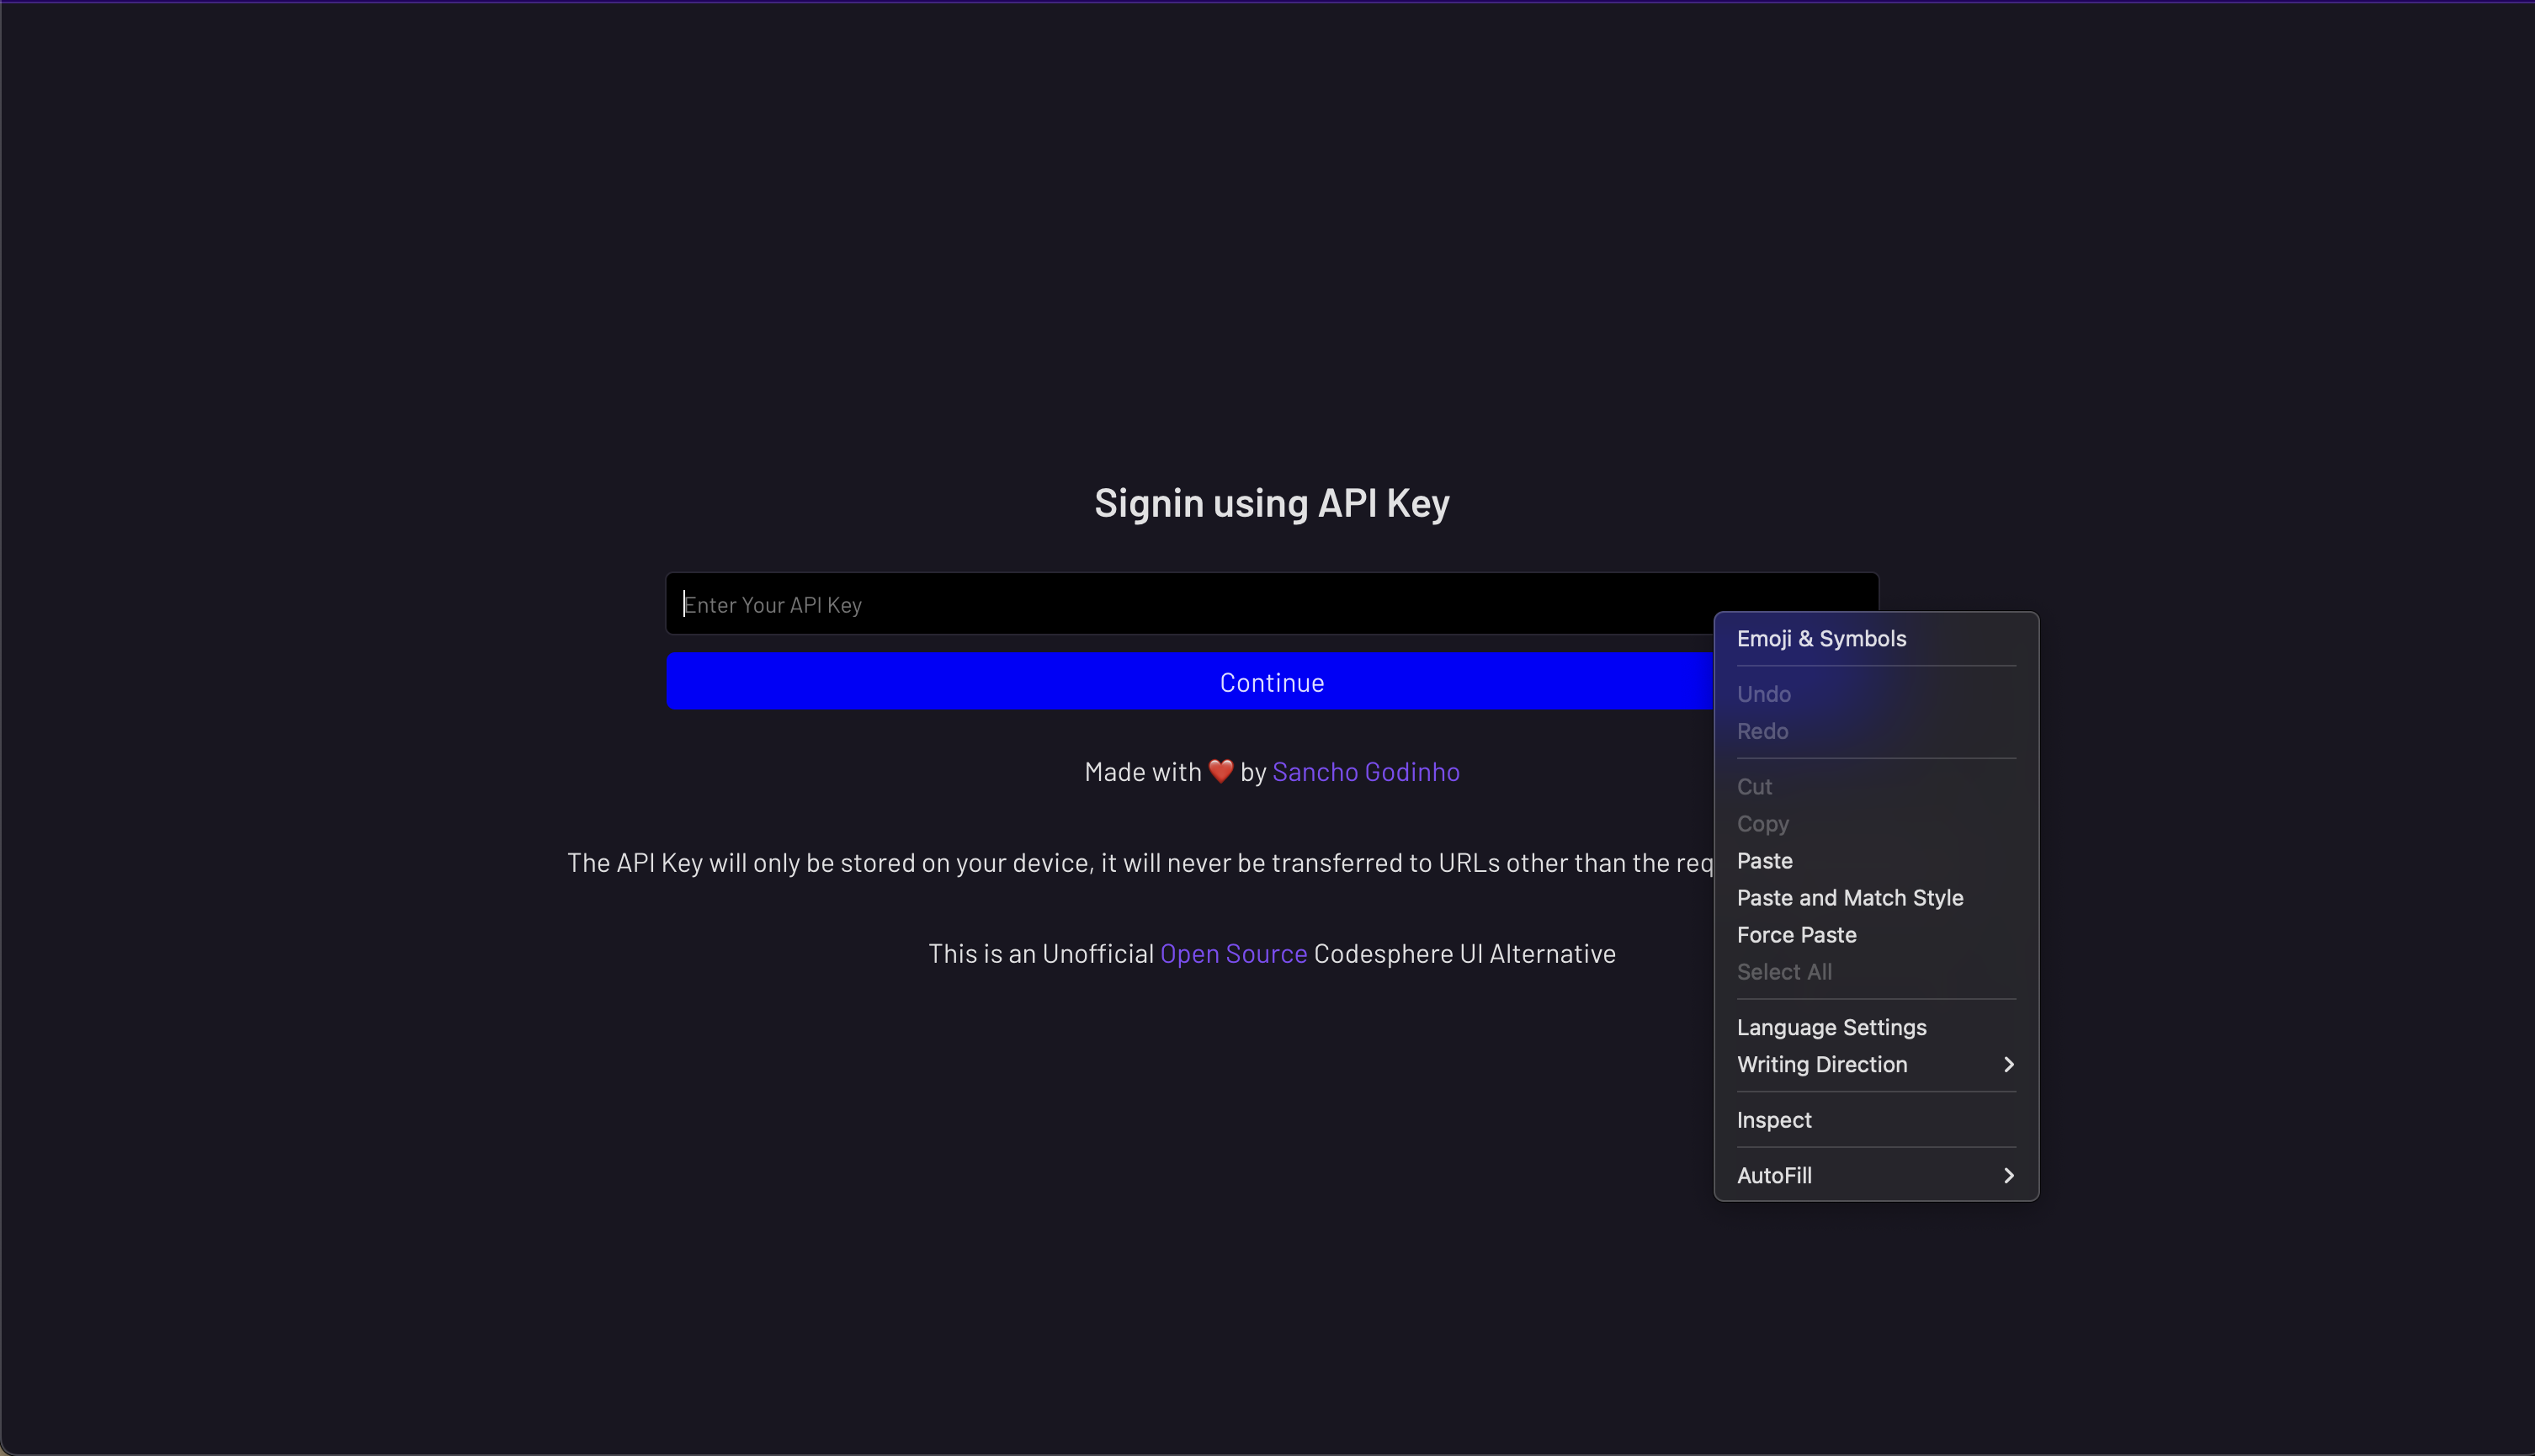 Signin using API Key
Enter Your API Key
Continue
Made with ❤️ by Sancho Godinho
The API Key will only be stored on your device, it will never be transferred to URLs other than the
This is an Unofficial Open Source Codesphere UI Alternative
Emoji & Symbols
Undo
Redo
Cut
Copy
Paste
Paste and Match Style
Force Paste
Select All
Language Settings
Writing Direction
Inspect
AutoFill